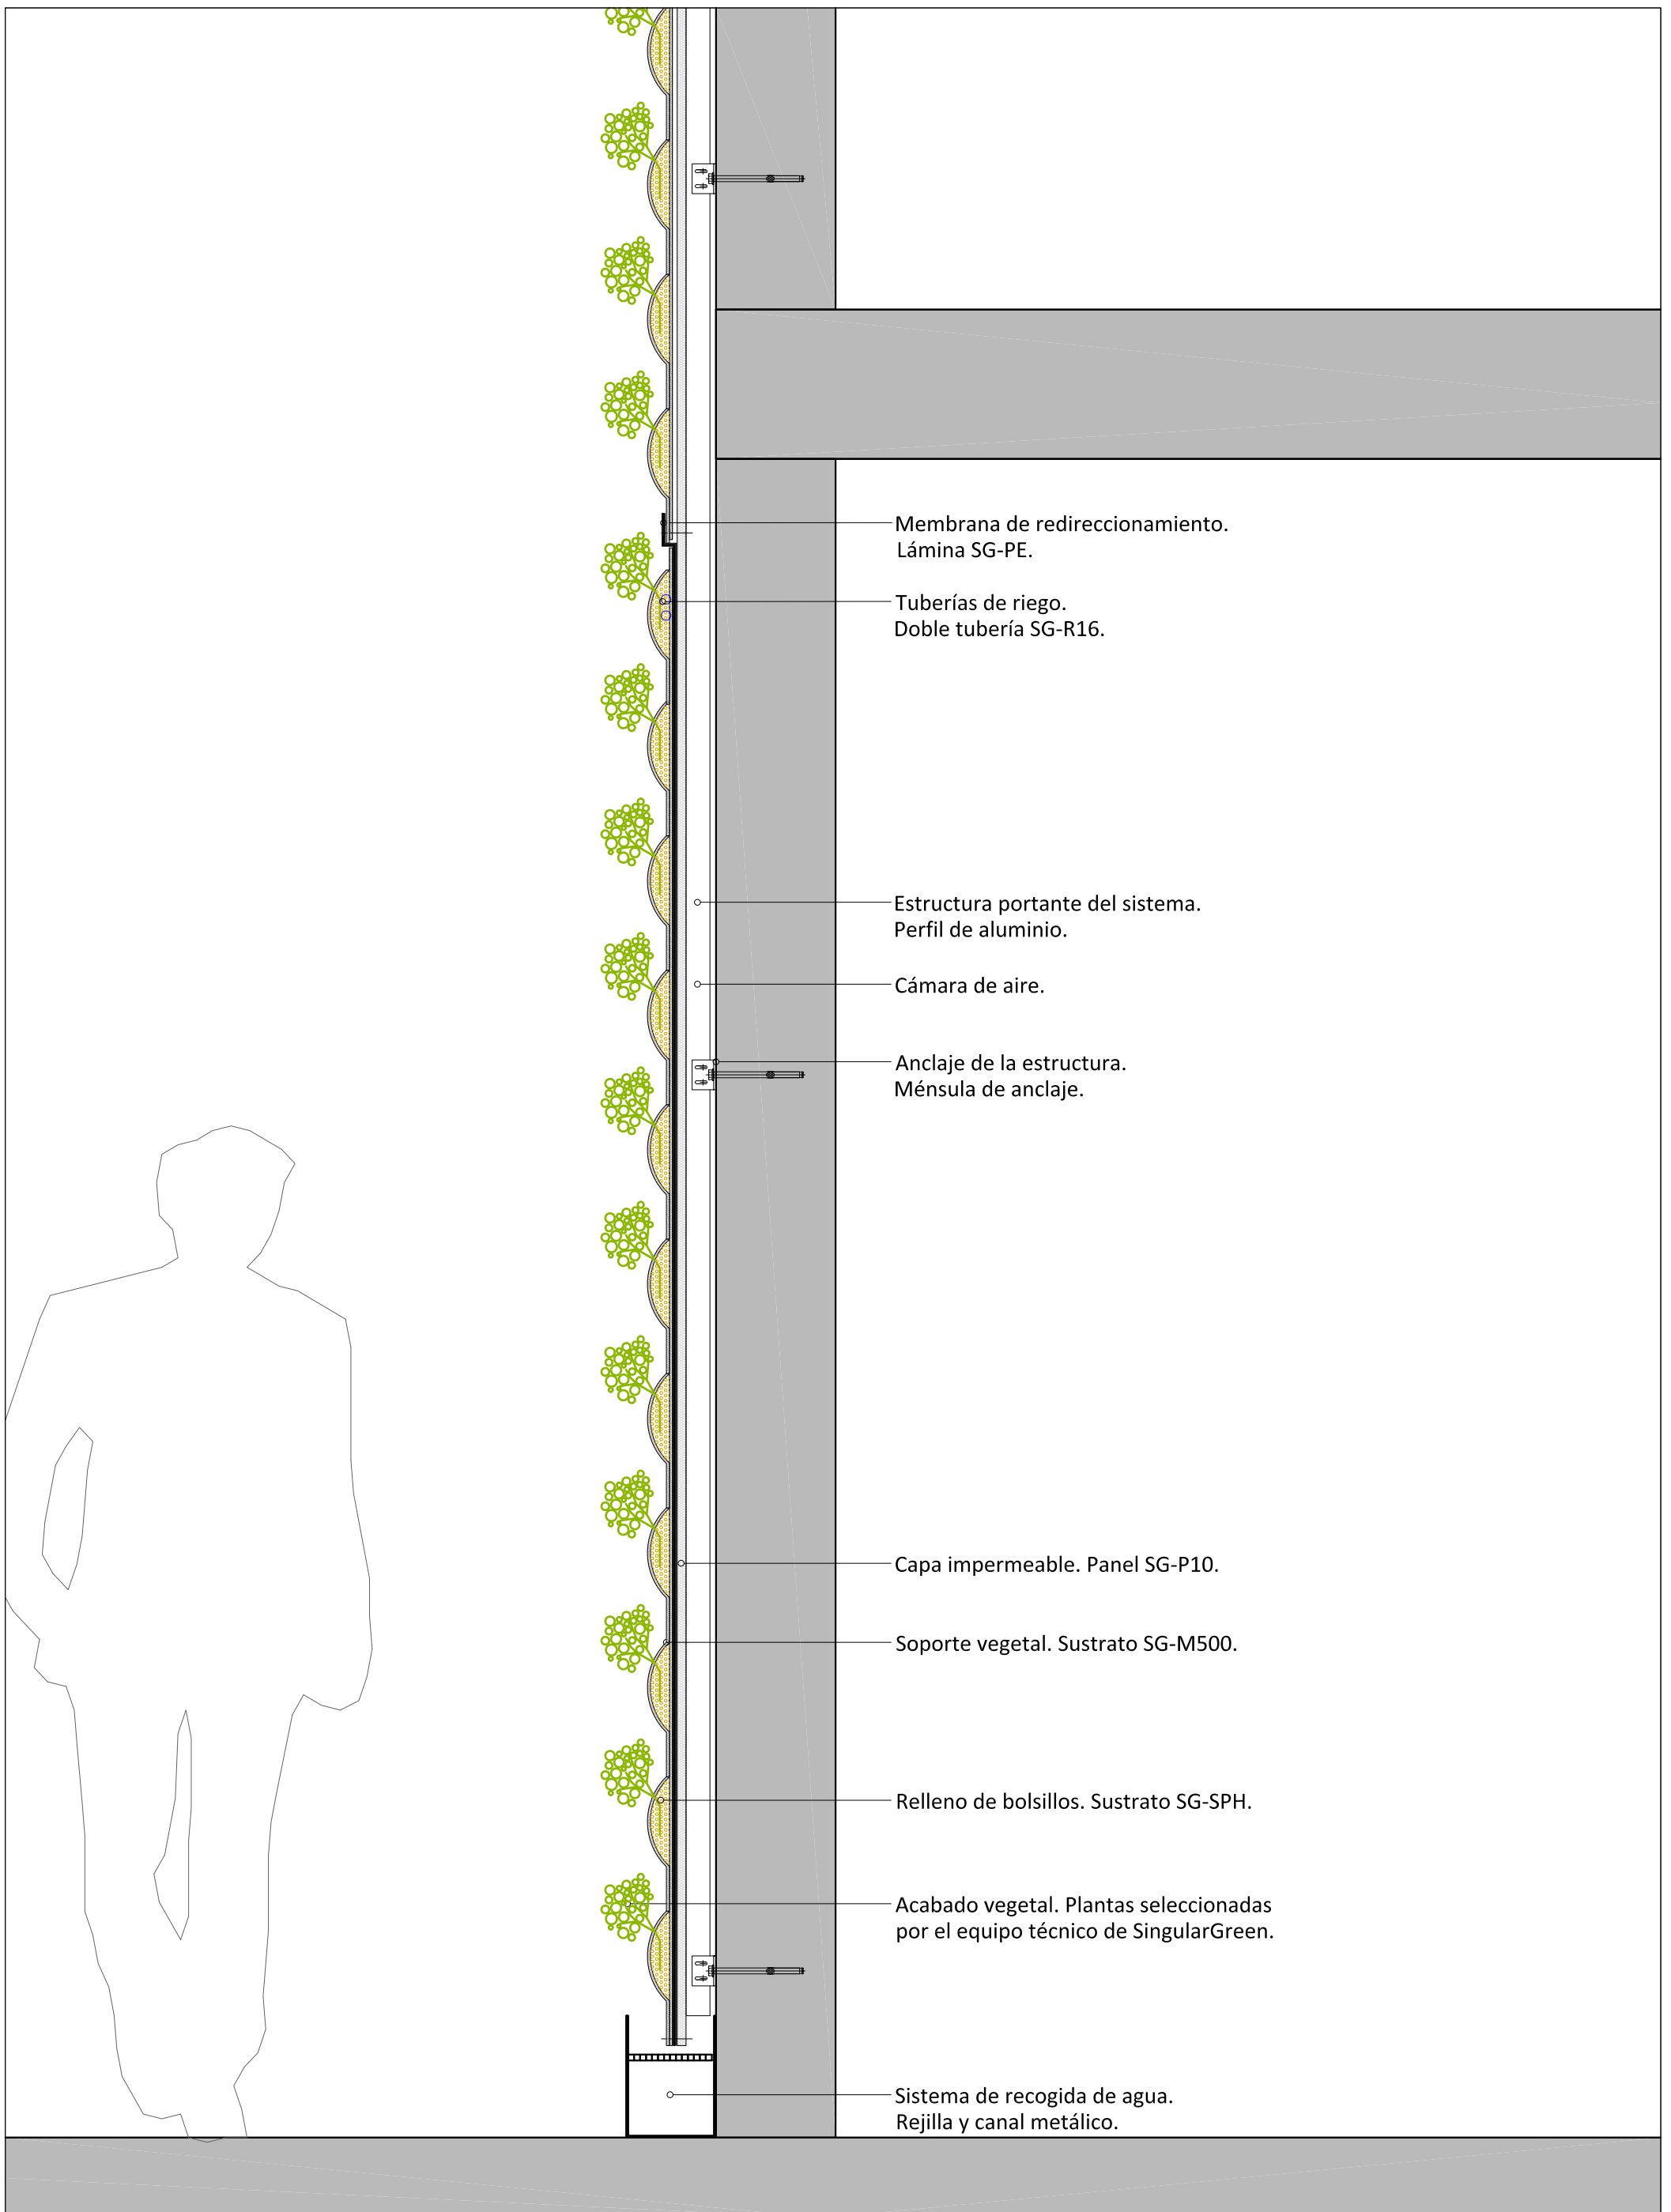 Membrana de redireccionamiento.
Lámina SG-PE.
Tuberías de riego.
Doble tubería SG-R16.
Estructura portante del sistema.
Perfil de aluminio.
Cámara de aire.
Anclaje de la estructura.
Ménsula de anclaje.
Capa impermeable. Panel SG-P10.
Soporte vegetal. Sustrato SG-M500.
Relleno de bolsillos. Sustrato SG-SPH.
Acabado vegetal. Plantas seleccionadas
por el equipo técnico de SingularGreen.
Sistema de recogida de agua.
Rejilla y canal metálico.